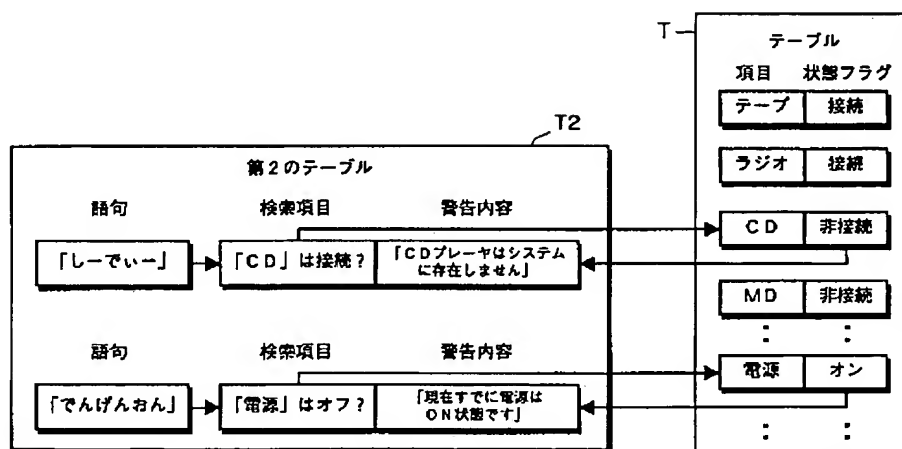 T
テーブル
項目 状態フラグ
テープ 接続
T2
第2のテーブル
ラジオ 接続
語句 検索項目 警告内容
CD 非接続
「しーでぃー」 「CD」は接続? 「CDプレーヤはシステム
に存在しません」
MD 非接続
: :
語句 検索項目 警告内容
電源 オン
「でんげんおん」 「電源」はオフ? 「現在すでに電源は
ON状態です」
: :